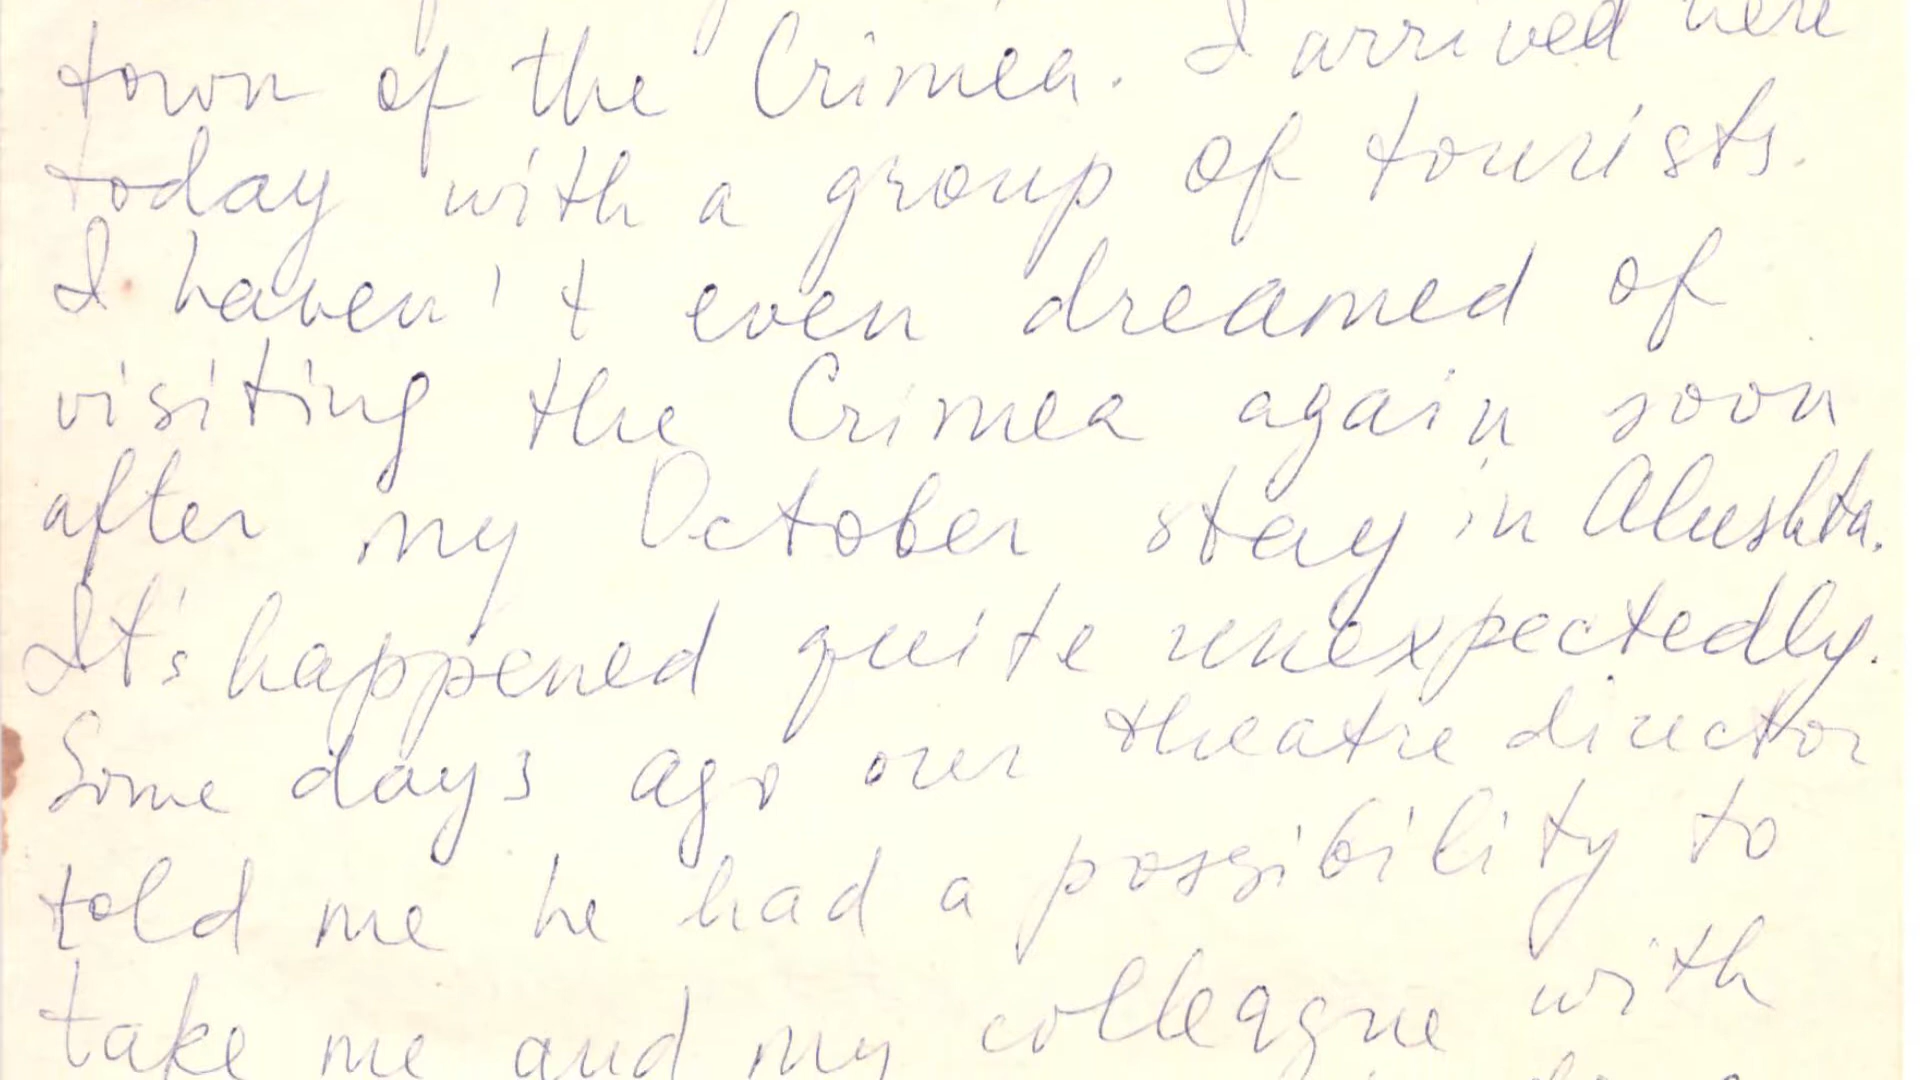 town of the Crimea. I arrived here
today with a group of tourists.
I haven't even dreamed of
visiting the Crimea again soon
after my October stay in Alushta.
It's happened quite unexpectedly.
Some days ago our theatre director
told me he had a possibility to
take me and my colleague with